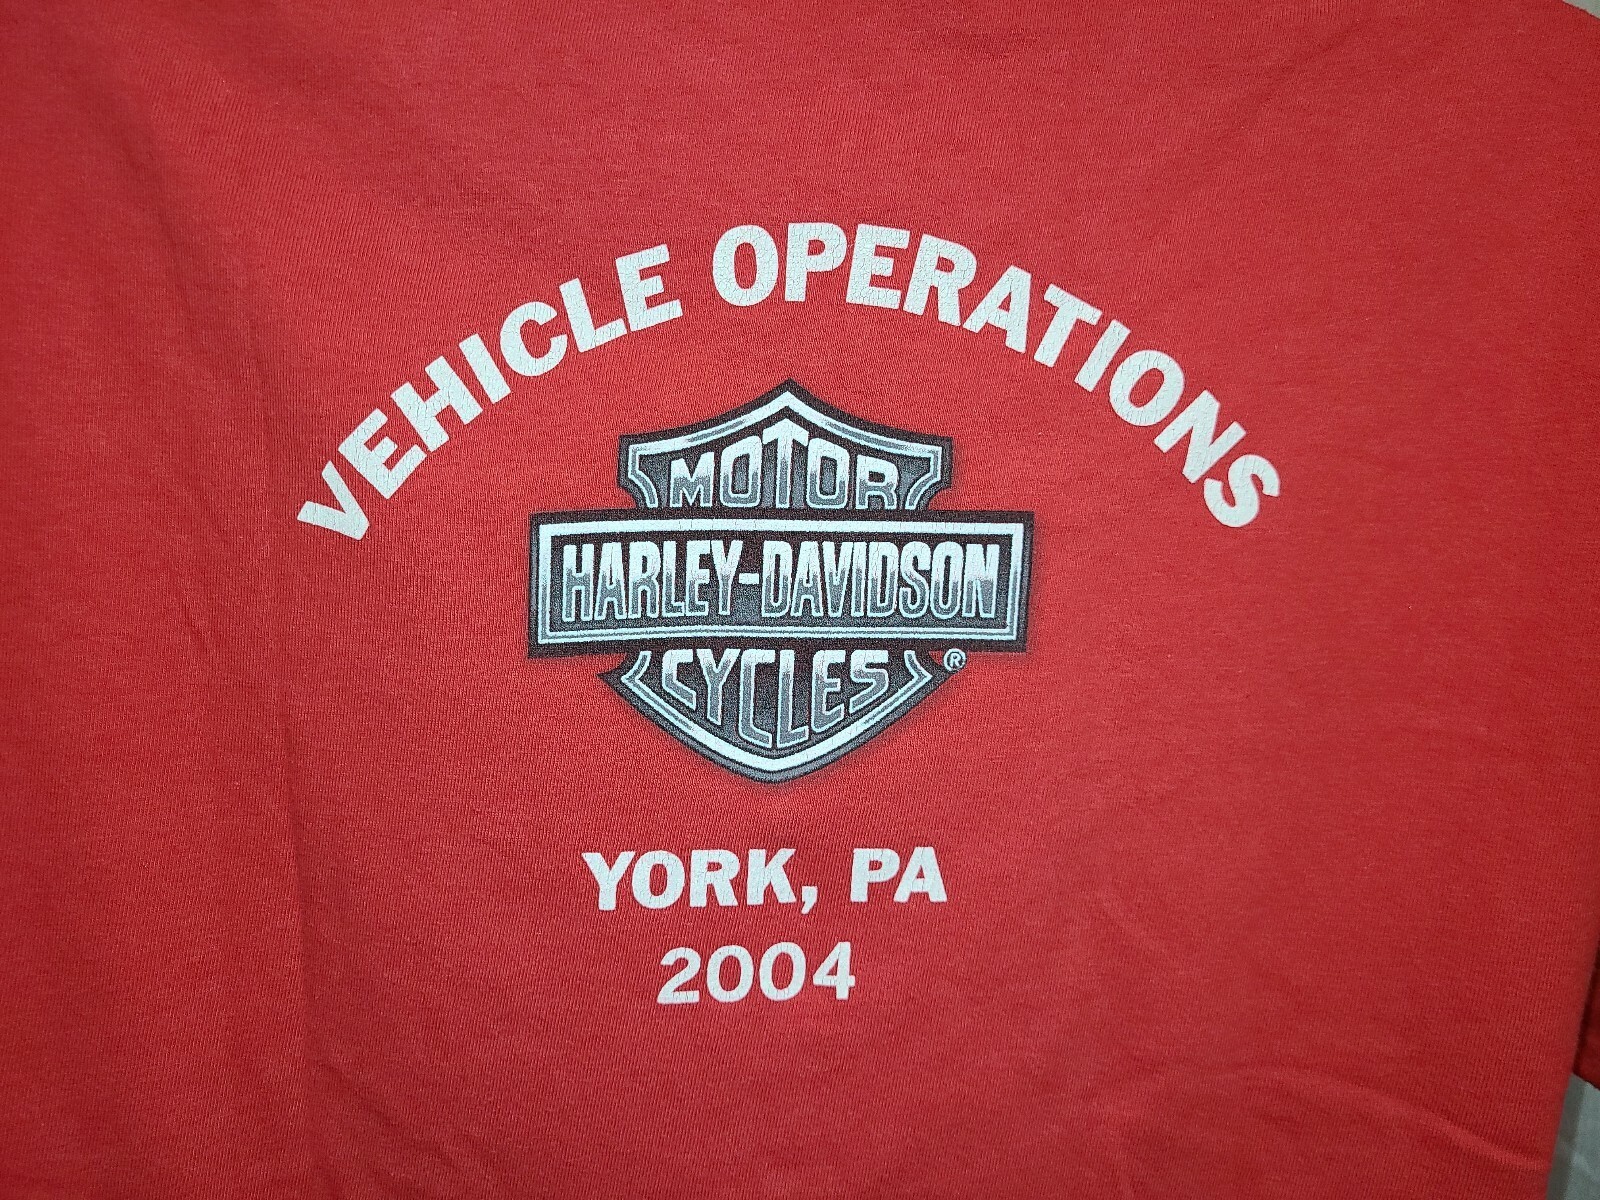 VEHICLE OPERATIONS
MOTOR
HARLEY-DAVIDSON
CYCLES
®
YORK, PA
2004